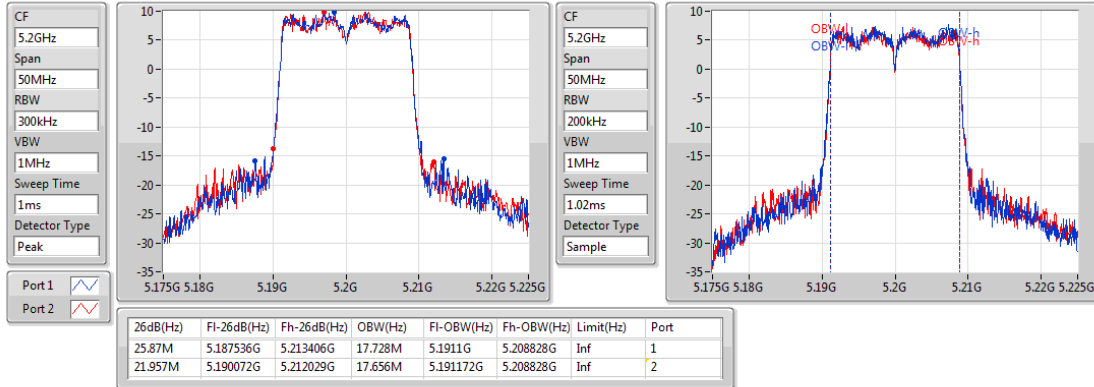 CF
5.2GHz
Span
50MHz
RBW
300kHz
VBW
1MHz
Sweep Time
1ms
Detector Type
Peak
Port 1
Port 2
10
5
0
-5
-10
-15
-20
-25
-30
-35
5.175G 5.18G 5.19G 5.2G 5.21G 5.22G 5.225G
CF
5.2GHz
Span
50MHz
RBW
200kHz
VBW
1MHz
Sweep Time
1.02ms
Detector Type
Sample
10
5
0
-5
-10
-15
-20
-25
-30
-35
OBW-h
OBW-h
5.175G 5.18G 5.19G 5.2G 5.21G 5.22G 5.225G
26dB(Hz) Fl-26dB(Hz) Fh-26dB(Hz) OBW(Hz) Fl-OBW(Hz) Fh-OBW(Hz) Limit(Hz) Port
25.87M 5.187536G 5.213406G 17.728M 5.1911G 5.208828G Inf 1
21.957M 5.190072G 5.212029G 17.656M 5.191172G 5.208828G Inf 2